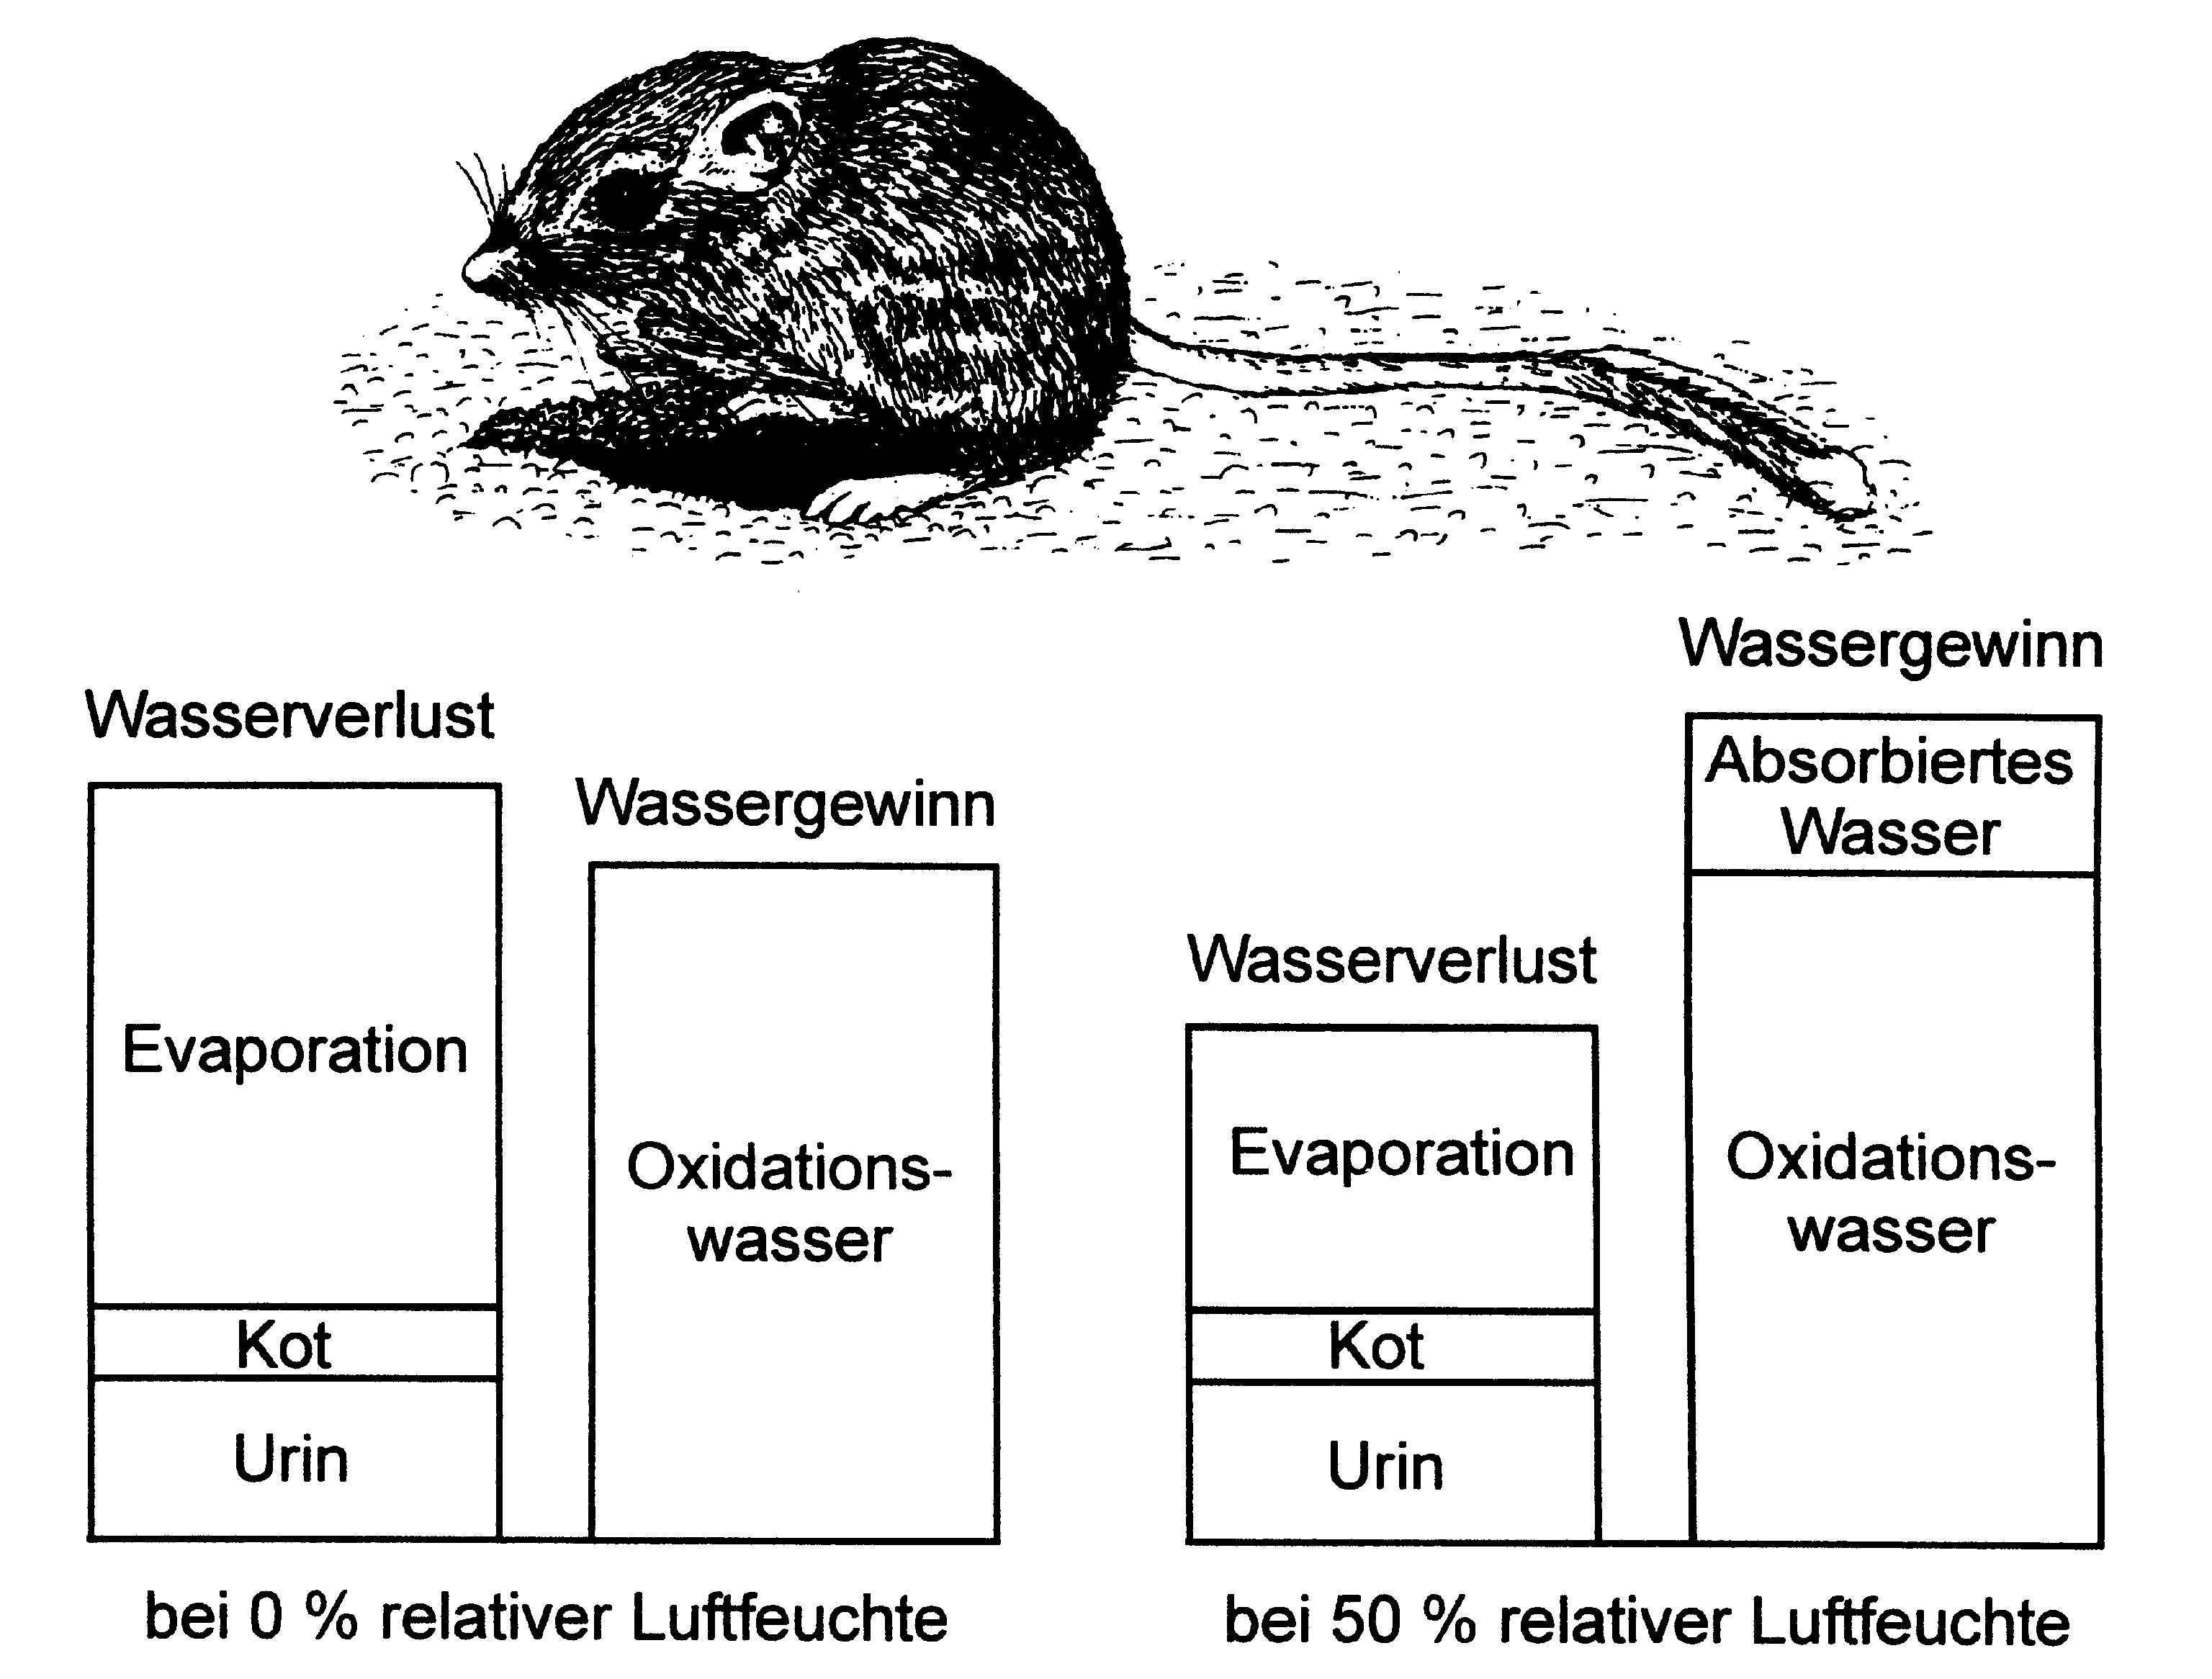 Wasserverlust
Wassergewinn
Evaporation
Oxidations-
wasser
Kot
Urin
bei 0 % relativer Luftfeuchte
Wasserverlust
Wassergewinn
Absorbiertes
Wasser
Evaporation
Oxidations-
wasser
Kot
Urin
bei 50 % relativer Luftfeuchte